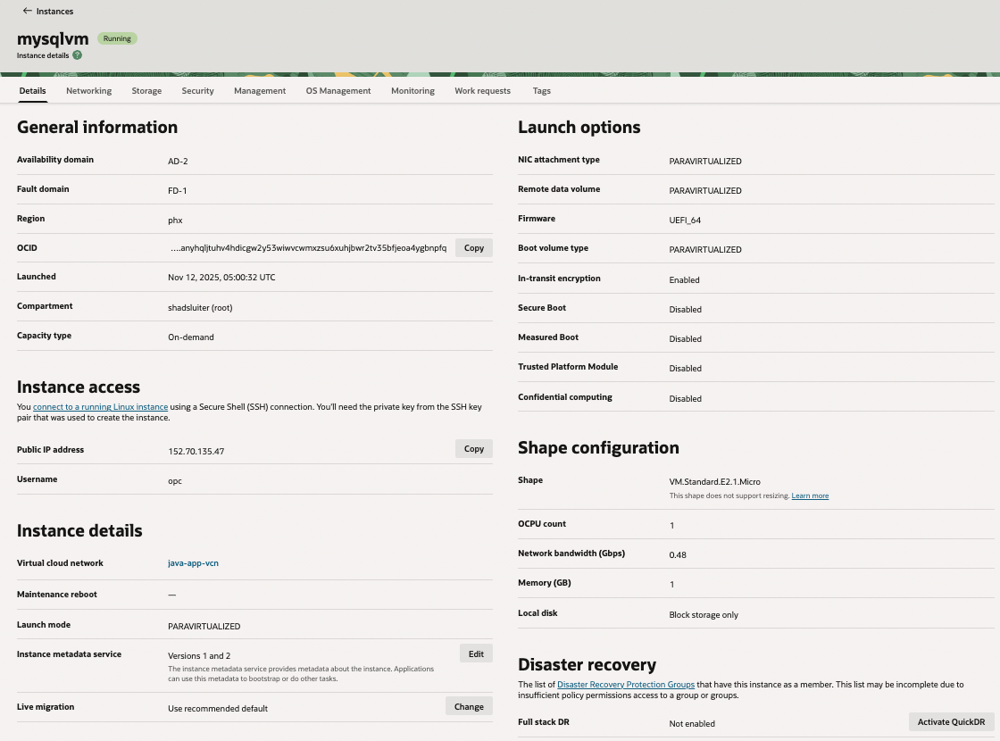 ← Instances
mysqlvm Running
Instance details ?
Details Networking Storage Security Management OS Management Monitoring Work requests Tags
General information
Availability domain AD-2
Fault domain FD-1
Region phx
OCID ....anyhqljtuhv4hdicgw2y53wiwvcwmxzsu6xuhjbwr2tv35bfjeoa4ygbnpfq Copy
Launched Nov 12, 2025, 05:00:32 UTC
Compartment shadsluiter (root)
Capacity type On-demand
Instance access
You connect to a running Linux instance using a Secure Shell (SSH) connection. You'll need the private key from the SSH key
pair that was used to create the instance.
Public IP address 152.70.135.47 Copy
Username opc
Instance details
Virtual cloud network java-app-vcn
Maintenance reboot —
Launch mode PARAVIRTUALIZED
Instance metadata service Versions 1 and 2 Edit
The instance metadata service provides metadata about the instance. Applications
can use this metadata to bootstrap or do other tasks.
Live migration Use recommended default Change
Launch options
NIC attachment type PARAVIRTUALIZED
Remote data volume PARAVIRTUALIZED
Firmware UEFI_64
Boot volume type PARAVIRTUALIZED
In-transit encryption Enabled
Secure Boot Disabled
Measured Boot Disabled
Trusted Platform Module Disabled
Confidential computing Disabled
Shape configuration
Shape VM.Standard.E2.1.Micro
This shape does not support resizing. Learn more
OCPU count 1
Network bandwidth (Gbps) 0.48
Memory (GB) 1
Local disk Block storage only
Disaster recovery
The list of Disaster Recovery Protection Groups that have this instance as a member. This list may be incomplete due to
insufficient policy permissions access to a group or groups.
Full stack DR Not enabled Activate QuickDR